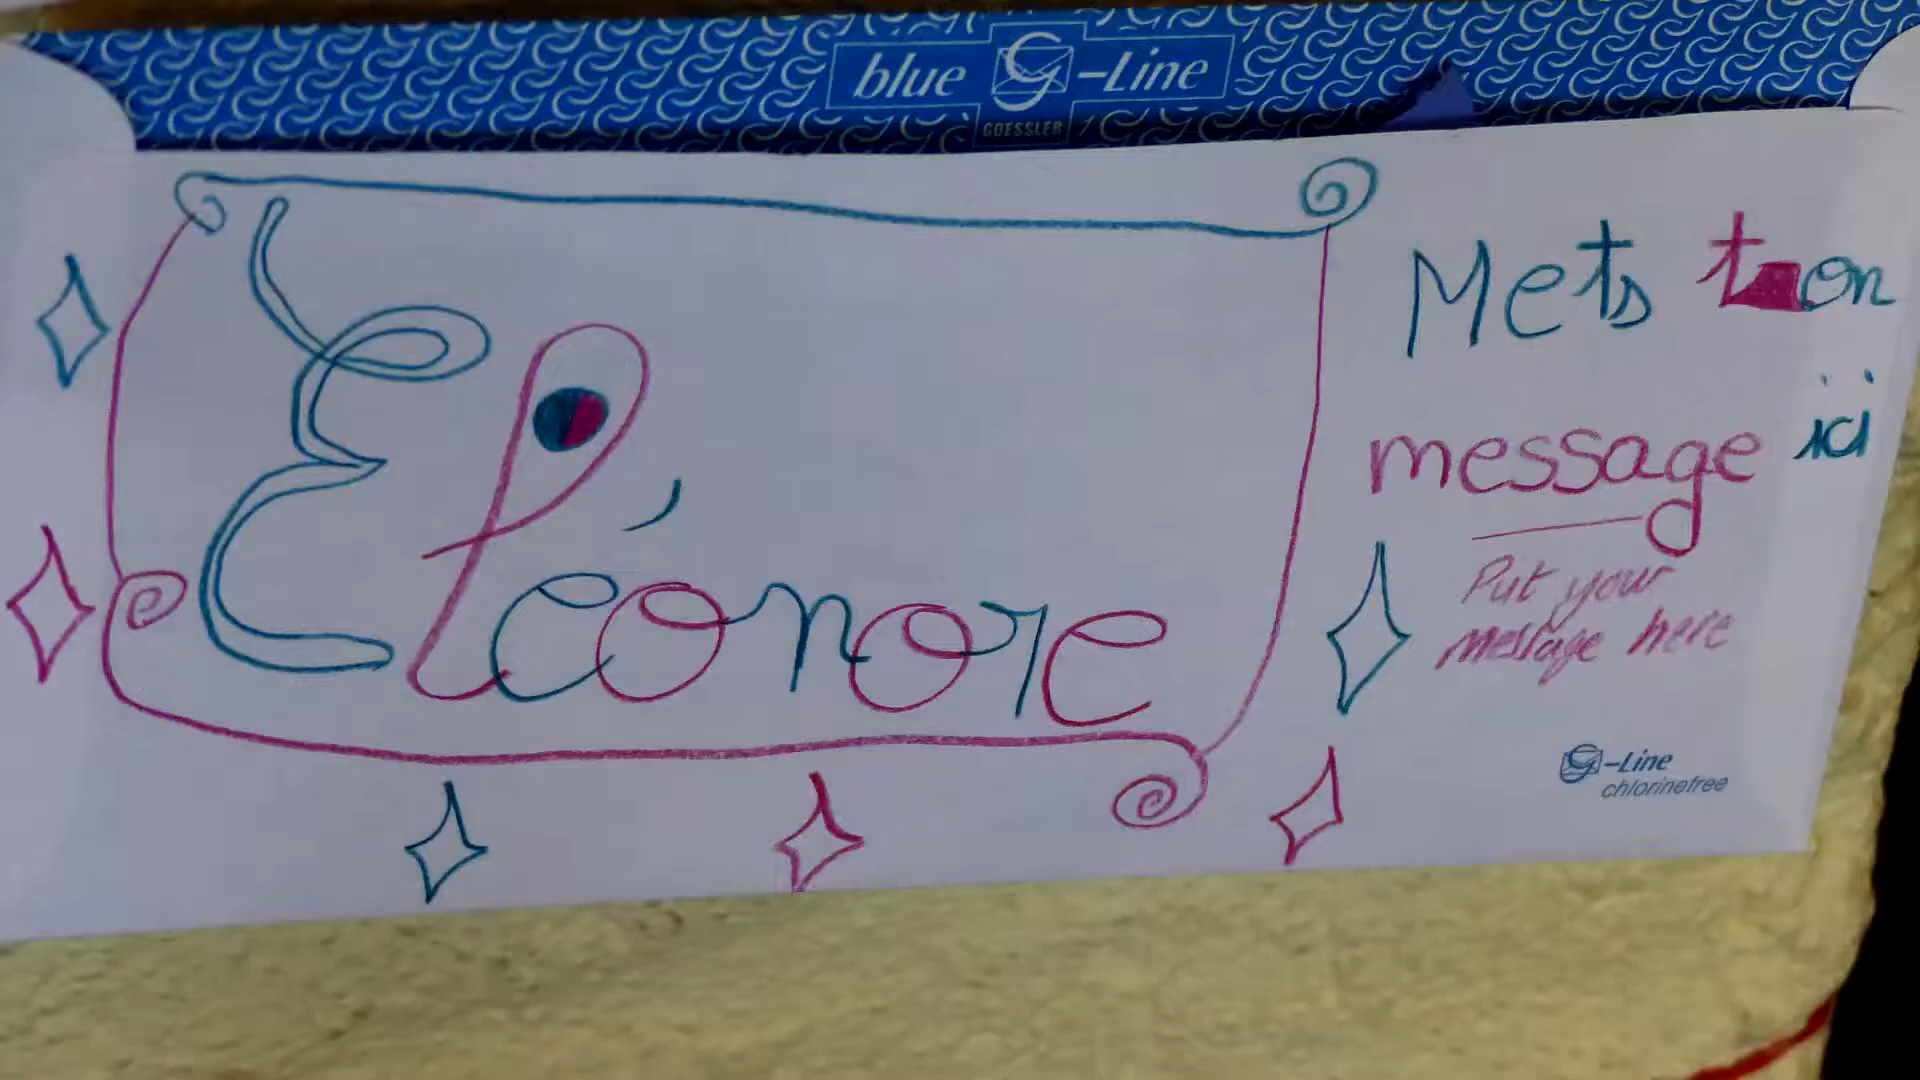 blue G-Line
GOESSLER
Éléonore
Mets ton
message ici
Put your
message here
G-Line
chlorinefree